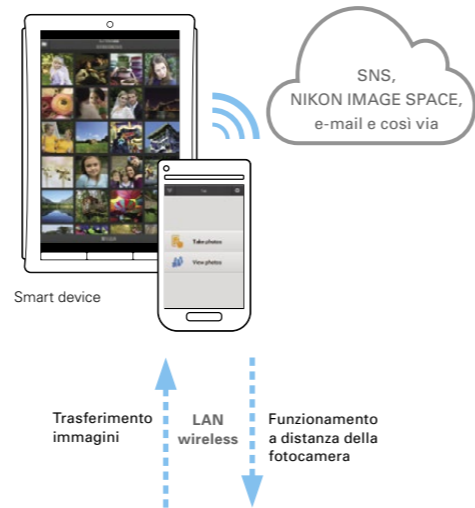 SNS,
NIKON IMAGE SPACE,
e-mail e così via
Take photos
View photos
Smart device
Trasferimento
immagini
LAN
wireless
Funzionamento
a distanza della
fotocamera